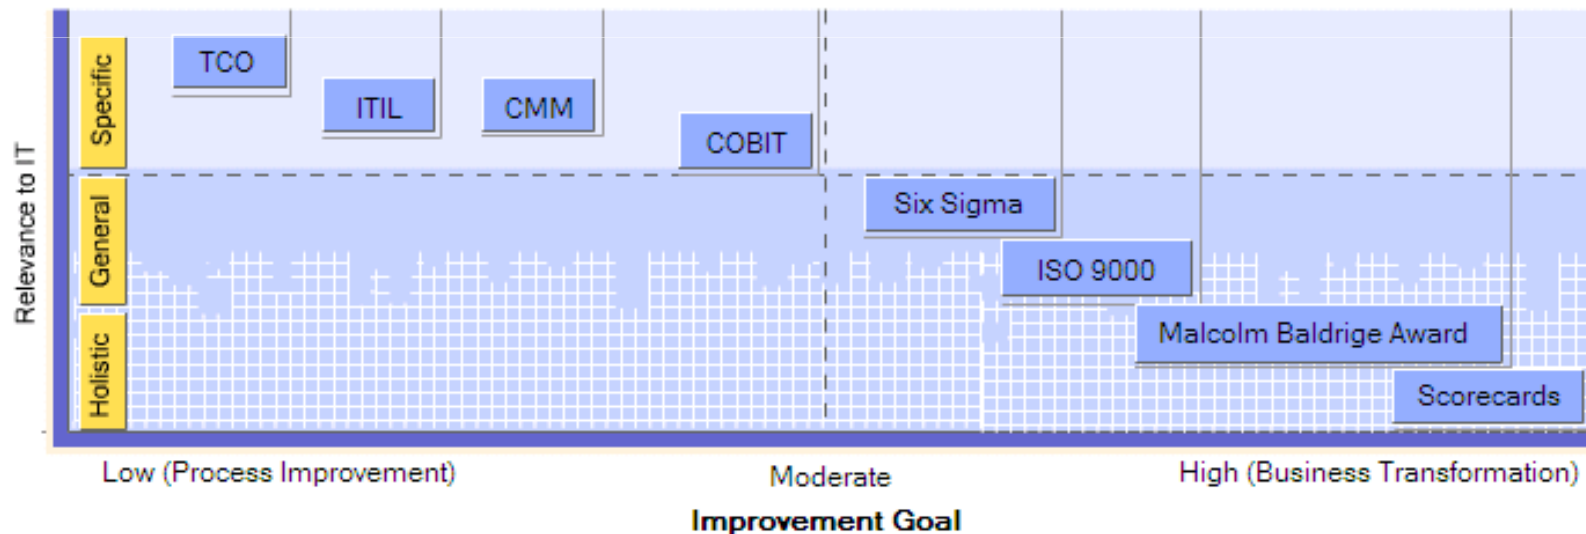 Relevance to IT
Specific
General
Holistic
TCO
ITIL
CMM
COBIT
Six Sigma
ISO 9000
Malcolm Baldrige Award
Scorecards
Low (Process Improvement)
Moderate
High (Business Transformation)
Improvement Goal